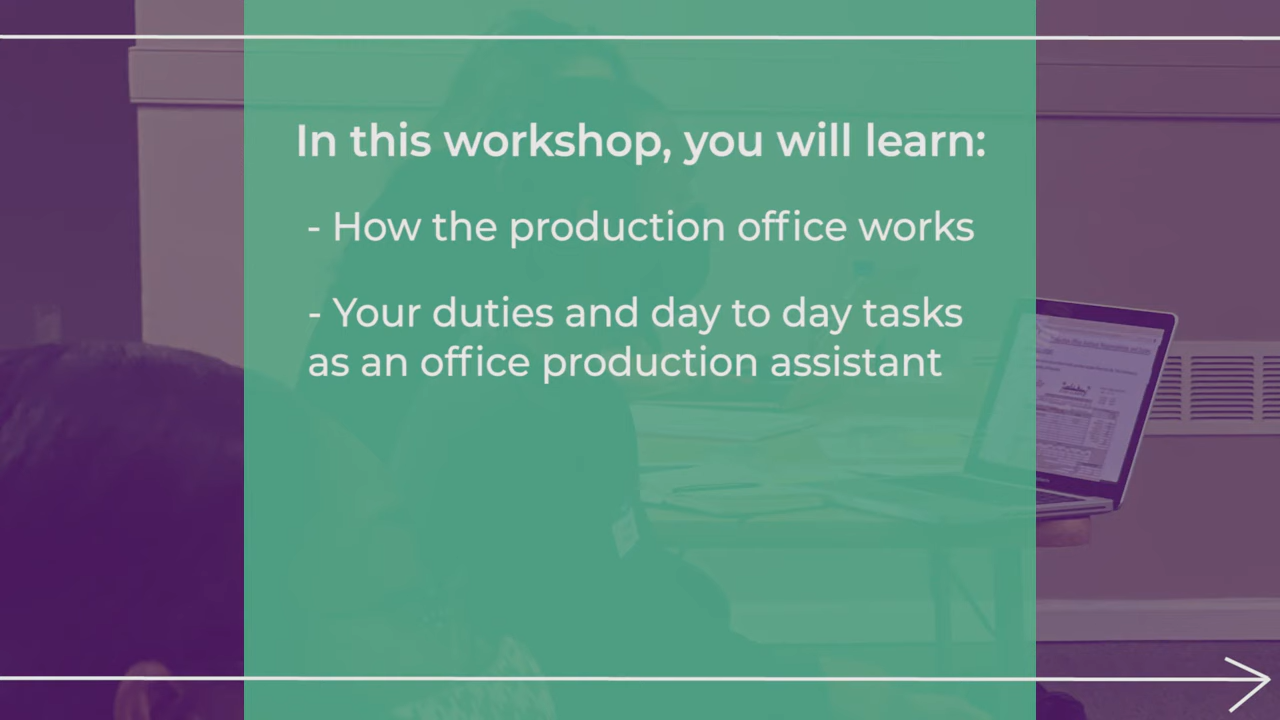 In this workshop, you will learn:
- How the production office works
- Your duties and day to day tasks
as an office production assistant